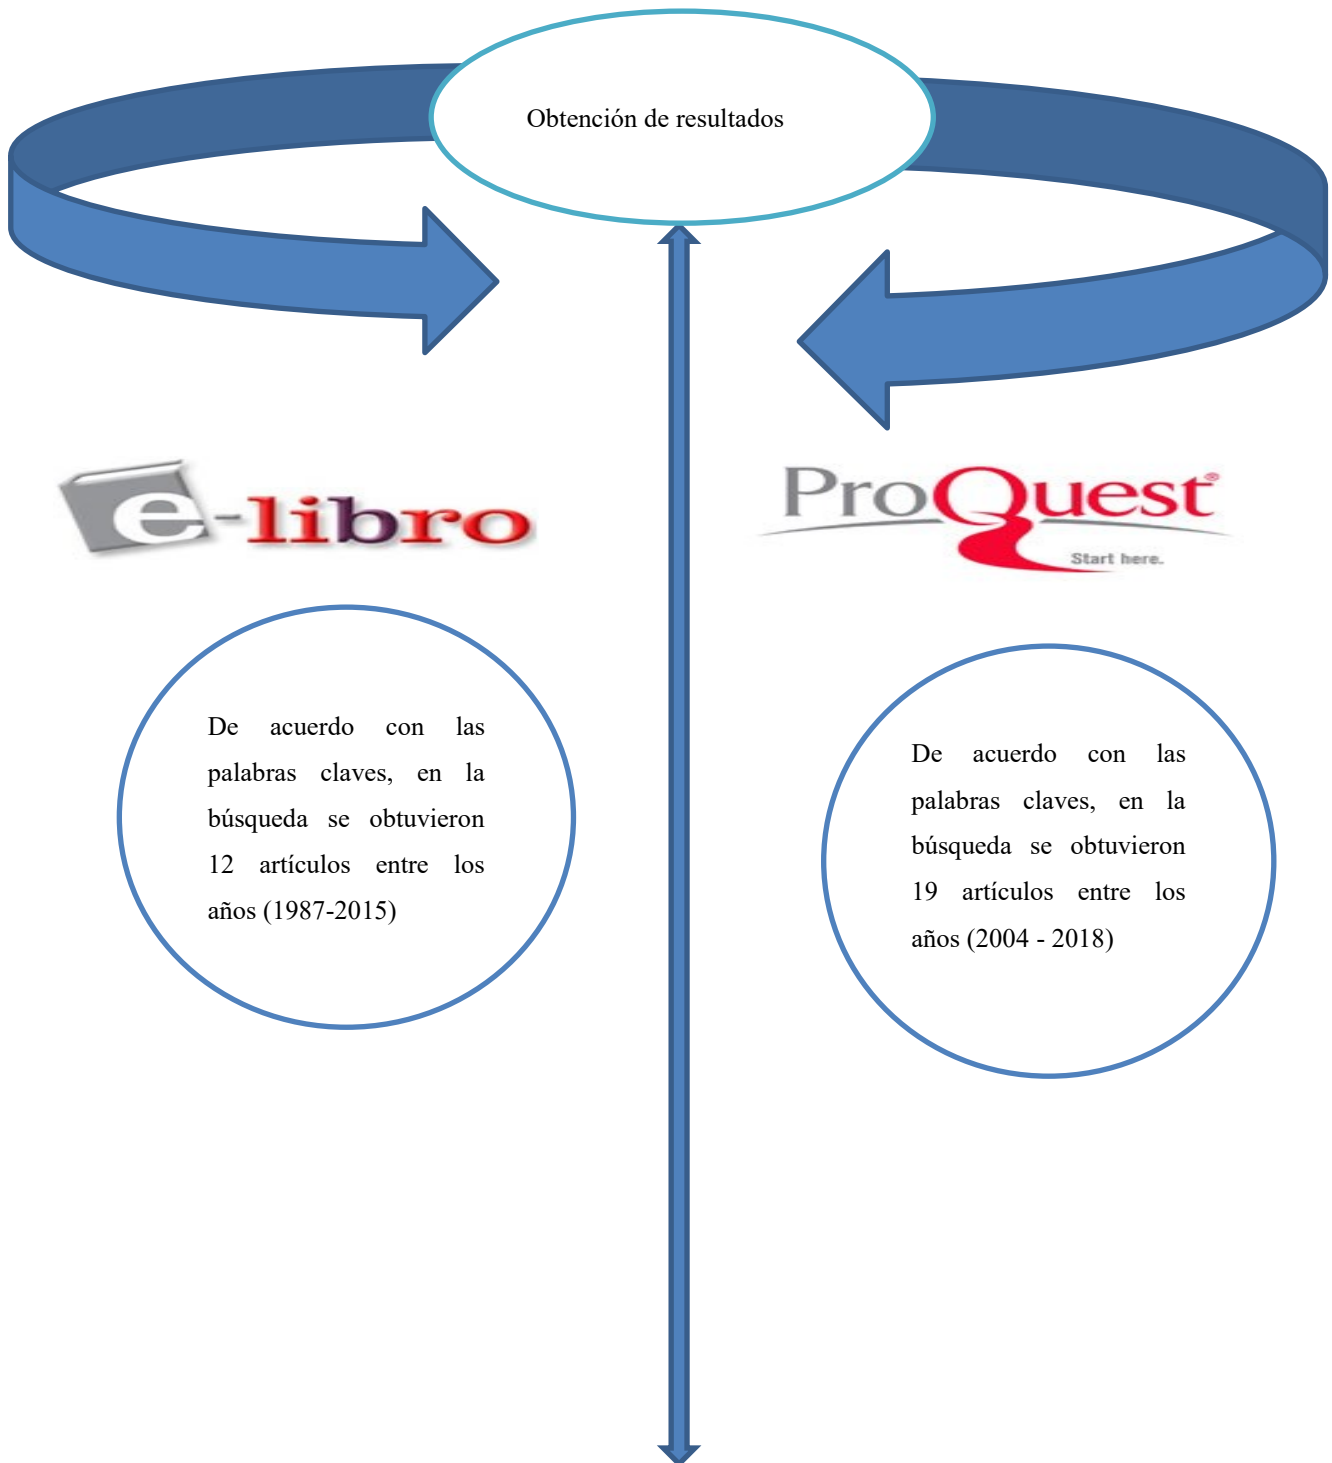 Obtención de resultados
e-libro
ProQuest®
Start here.
De acuerdo con las
palabras claves, en la
búsqueda se obtuvieron
12 artículos entre los
años (1987-2015)
De acuerdo con las
palabras claves, en la
búsqueda se obtuvieron
19 artículos entre los
años (2004 - 2018)